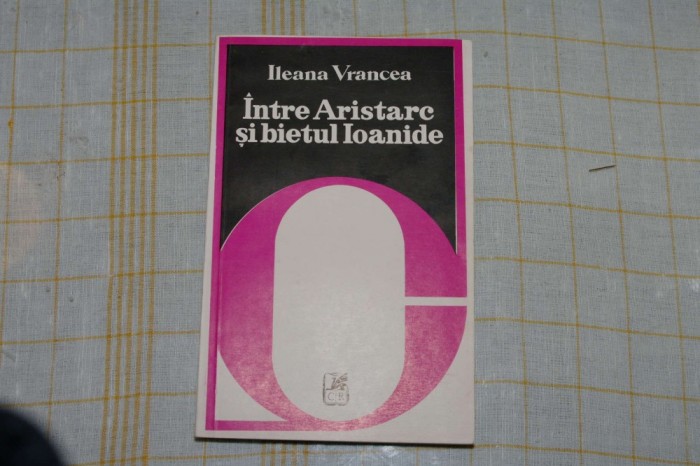 Ileana Vrancea
Între Aristarc
și bietul Ioanide
CR